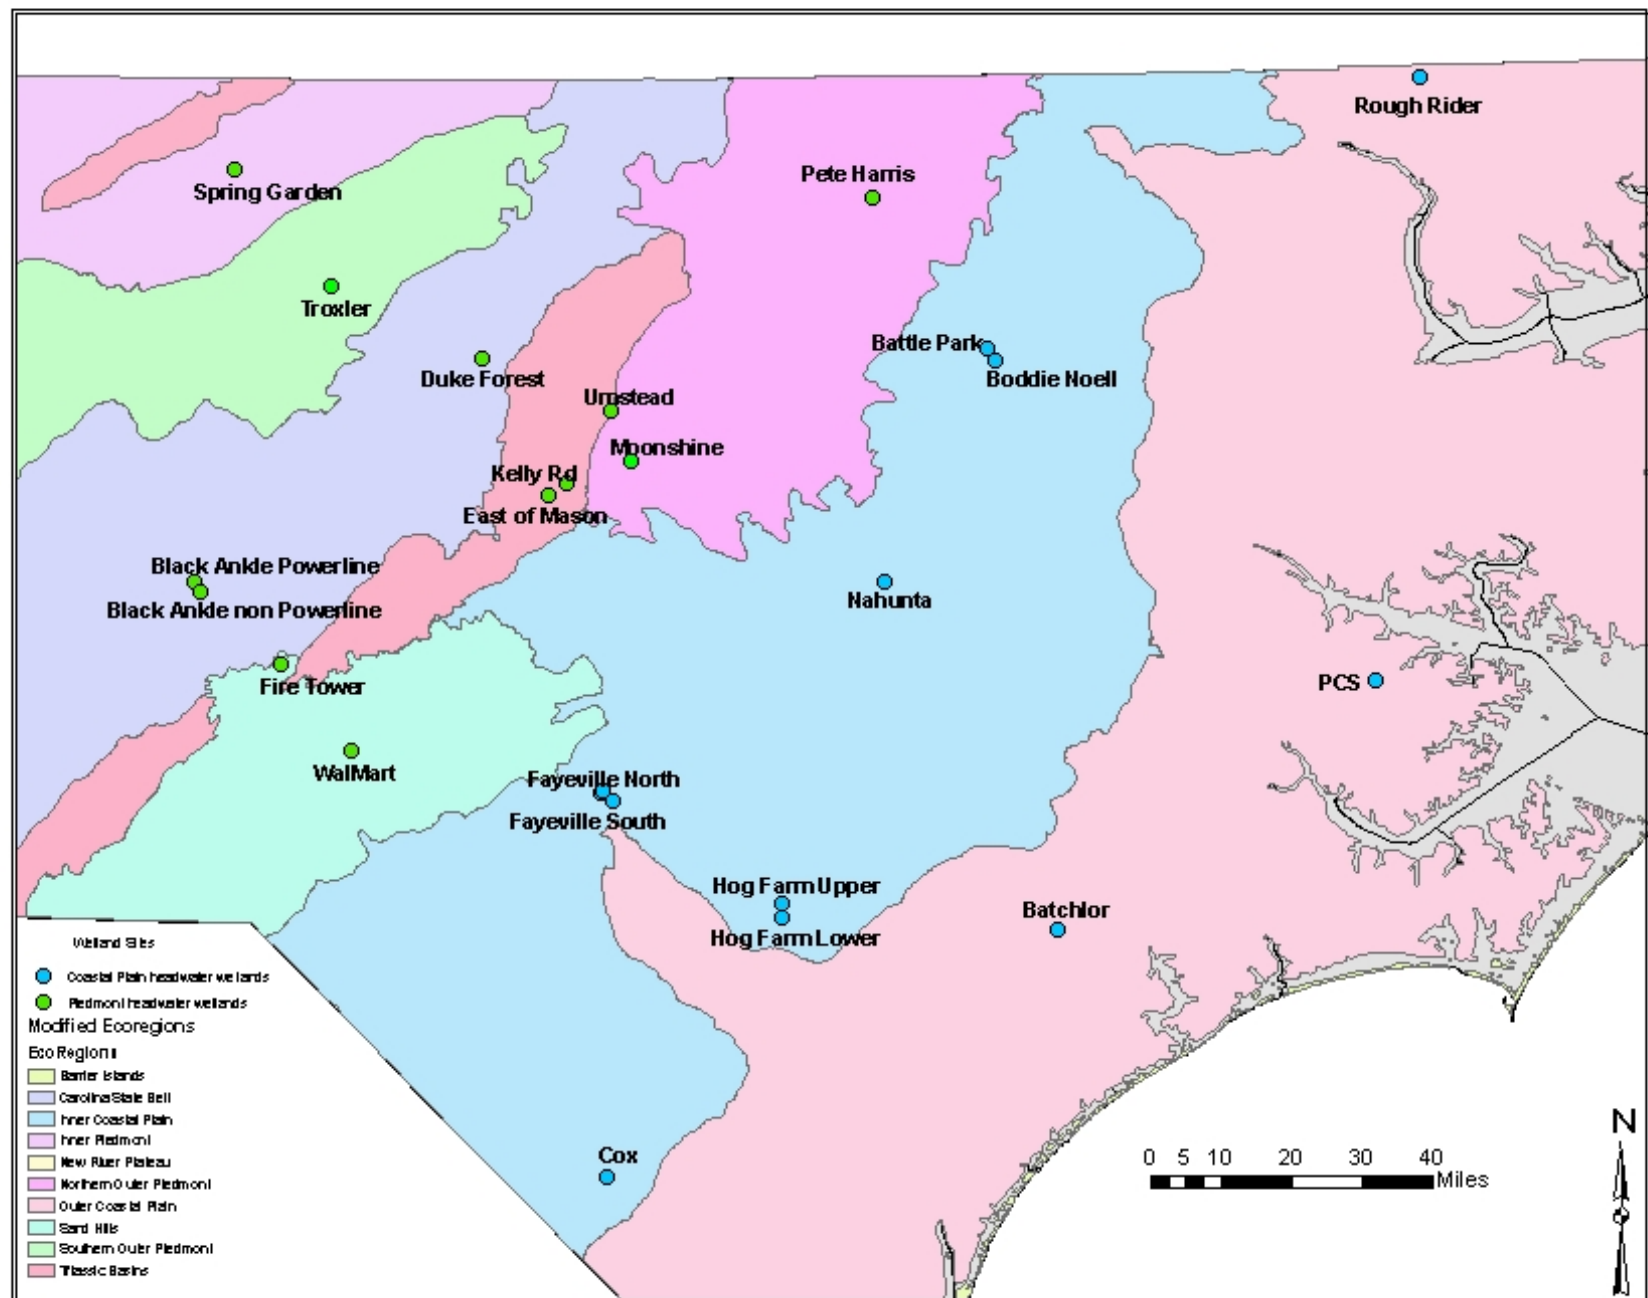 Rough Rider
Pete Harris
Spring Garden
Troxler
Battle Park
Boddie Noell
Duke Forest
Umstead
Moonshine
Kelly Rd
East of Mason
Black Ankle Powerline
Black Ankle non Powerline
Nahunta
Fire Tower
PCS
WalMart
Fayeville North
Fayeville South
Hog Farm Upper
Hog Farm Lower
Batchlor
Cox
Wetland Sites
Coastal Plain headwater wetlands
Piedmont headwater wetlands
Modified Ecoregions
EcoRegions
Barrier Islands
Carolina Slate Belt
Inner Coastal Plain
Inner Piedmont
New River Plateau
Northern Outer Piedmont
Outer Coastal Plain
Sand Hills
Southern Outer Piedmont
Triassic Basins
0 5 10 20 30 40
Miles
N